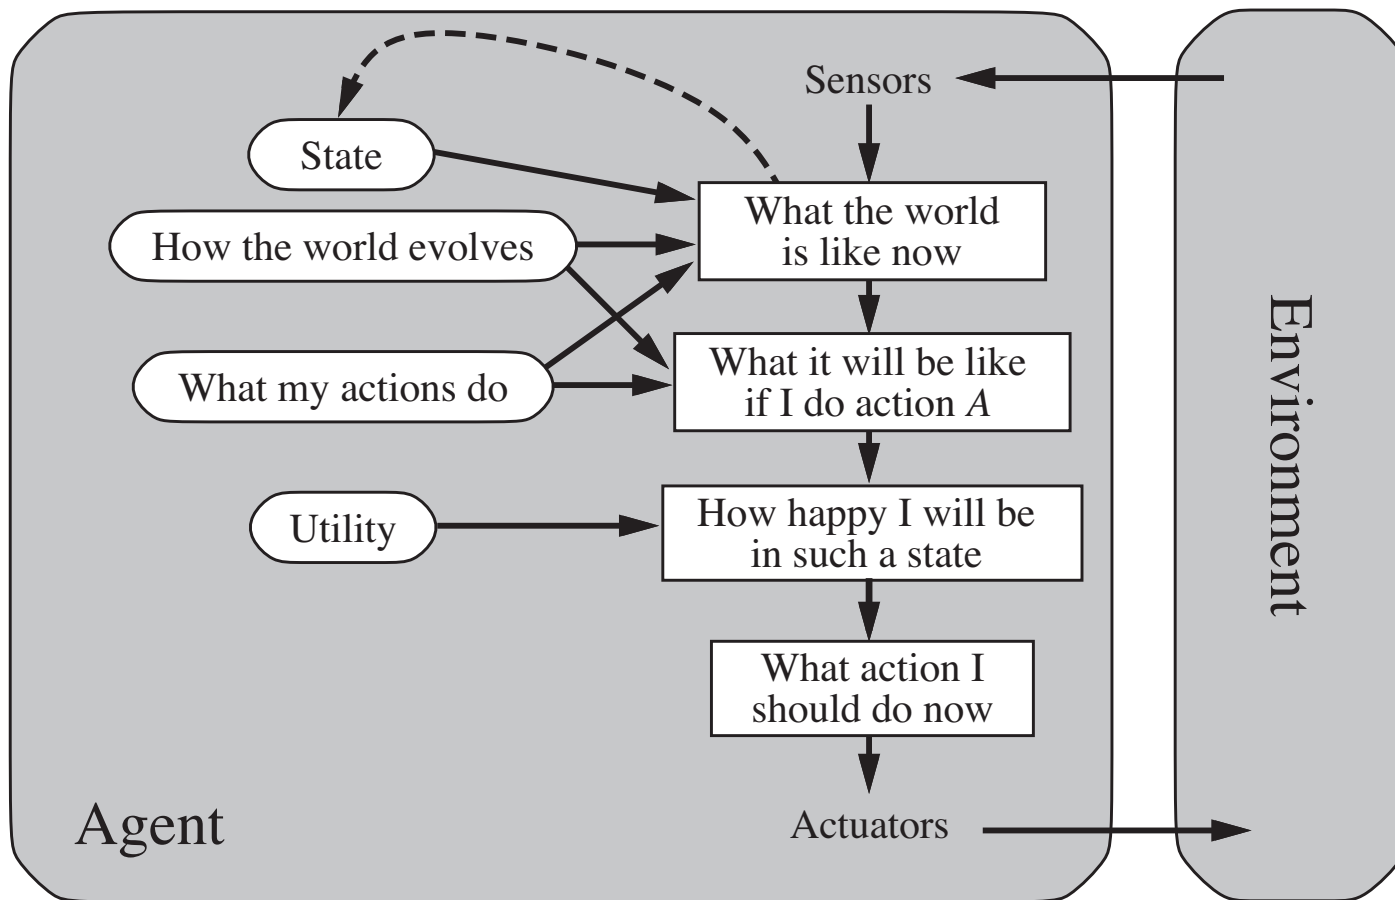 Sensors
State
What the world
is like now
How the world evolves
What it will be like
if I do action A
What my actions do
How happy I will be
in such a state
Utility
What action I
should do now
Actuators
Agent
Environment